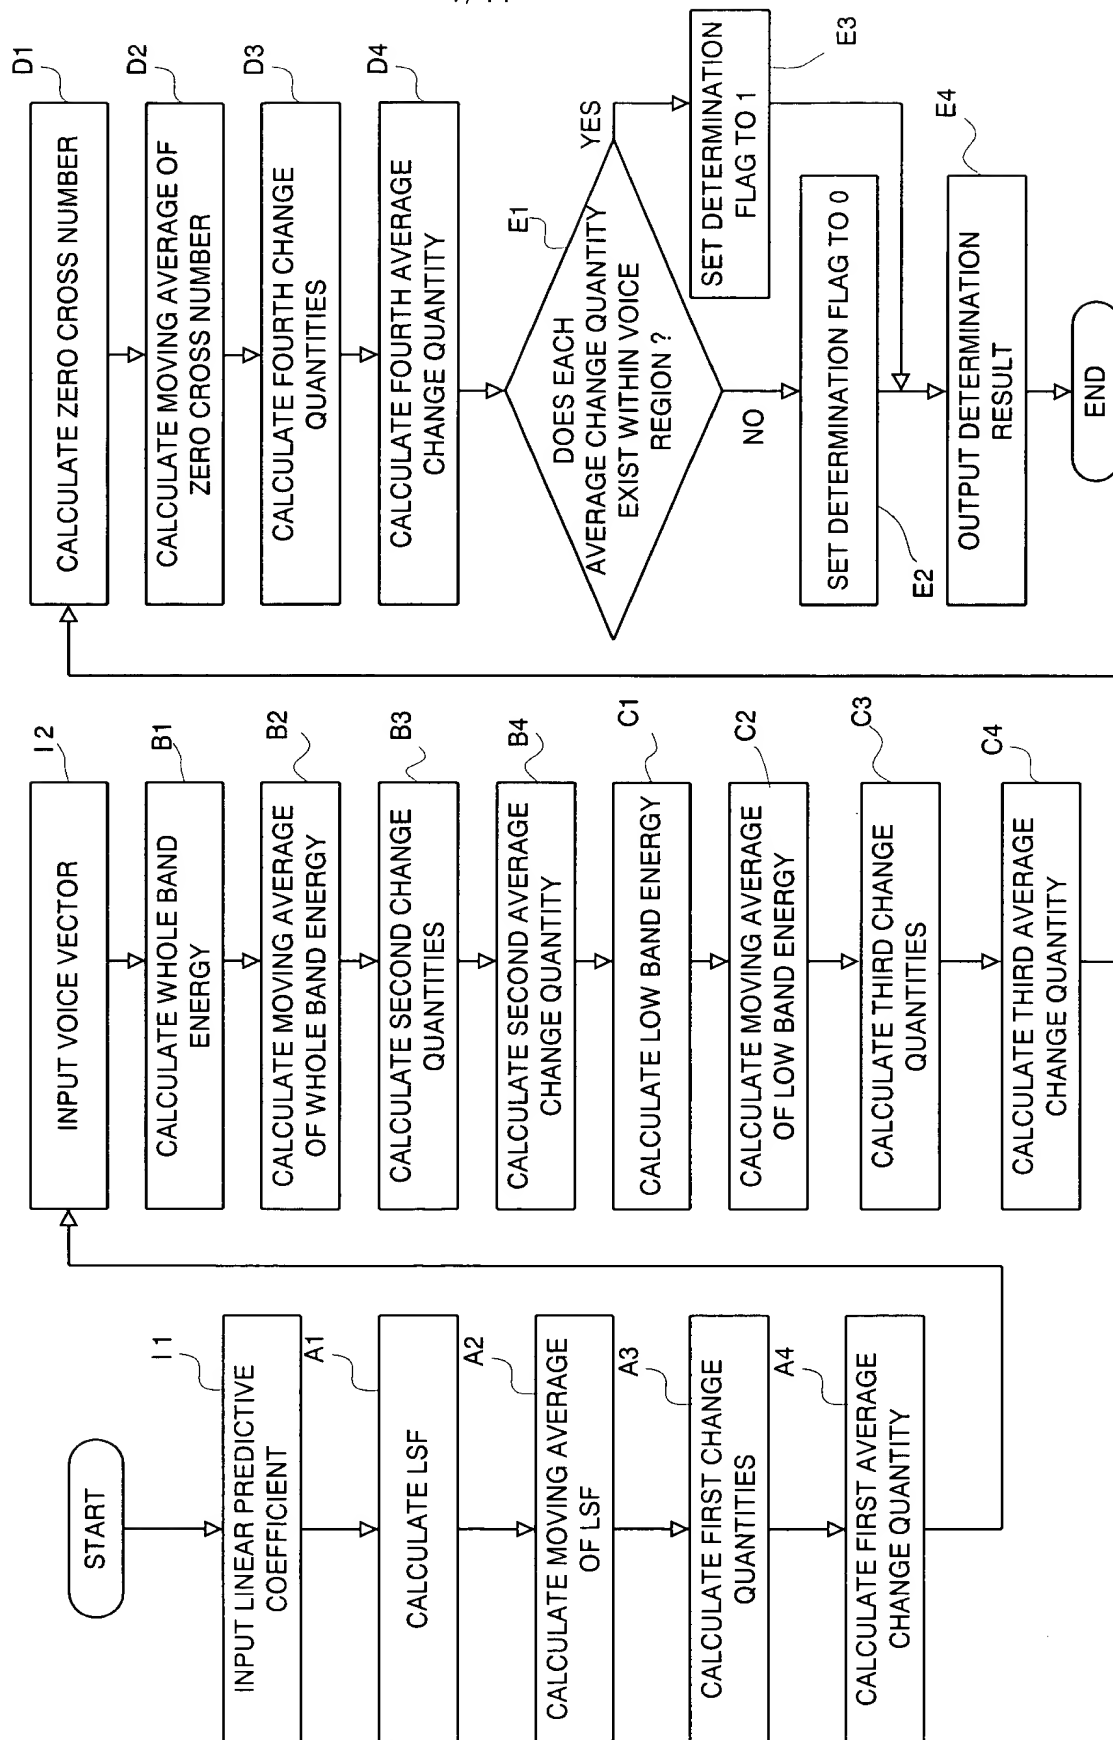 START
I1
INPUT LINEAR PREDICTIVE
COEFFICIENT
A1
CALCULATE LSF
A2
CALCULATE MOVING AVERAGE
OF LSF
A3
CALCULATE FIRST CHANGE
QUANTITIES
A4
CALCULATE FIRST AVERAGE
CHANGE QUANTITY
I2
INPUT VOICE VECTOR
B1
CALCULATE WHOLE BAND
ENERGY
B2
CALCULATE MOVING AVERAGE
OF WHOLE BAND ENERGY
B3
CALCULATE SECOND CHANGE
QUANTITIES
B4
CALCULATE SECOND AVERAGE
CHANGE QUANTITY
C1
CALCULATE LOW BAND ENERGY
C2
CALCULATE MOVING AVERAGE
OF LOW BAND ENERGY
C3
CALCULATE THIRD CHANGE
QUANTITIES
C4
CALCULATE THIRD AVERAGE
CHANGE QUANTITY
D1
CALCULATE ZERO CROSS NUMBER
D2
CALCULATE MOVING AVERAGE OF
ZERO CROSS NUMBER
D3
CALCULATE FOURTH CHANGE
QUANTITIES
D4
CALCULATE FOURTH AVERAGE
CHANGE QUANTITY
E1
DOES EACH
AVERAGE CHANGE QUANTITY
EXIST WITHIN VOICE
REGION ?
YES
NO
E3
SET DETERMINATION
FLAG TO 1
E2
SET DETERMINATION FLAG TO 0
E4
OUTPUT DETERMINATION
RESULT
END